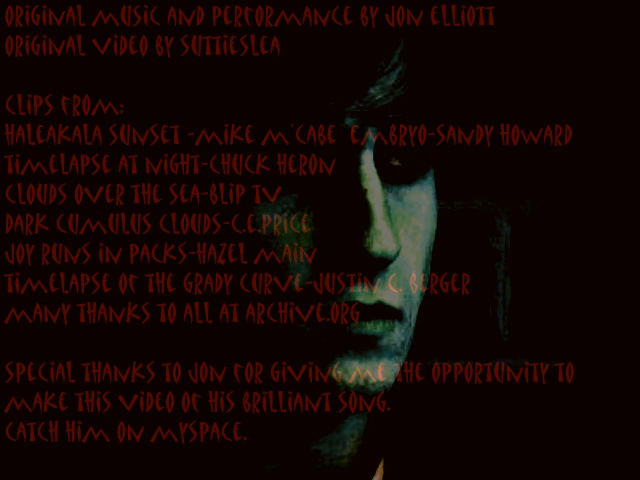 ORIGINAL MUSIC AND PERFORMANCE BY JON ELLIOTT
ORIGINAL VIDEO BY SUTTIESLEA
CLIPS FROM:
HALEAKALA SUNSET -MIKE M'CABE EMBRYO-SANDY HOWARD
TIMELAPSE AT NIGHT-CHUCK HERON
CLOUDS OVER THE SEA-BLIP TV
DARK CUMULUS CLOUDS-C.E.PRICE
JOY RUNS IN PACKS-HAZEL MAIN
TIMELAPSE OF THE GRADY CURVE-JUSTIN C. BERGER
MANY THANKS TO ALL AT ARCHIVE.ORG
SPECIAL THANKS TO JON FOR GIVING ME THE OPPORTUNITY TO
MAKE THIS VIDEO OF HIS BRILLIANT SONG.
CATCH HIM ON MYSPACE.